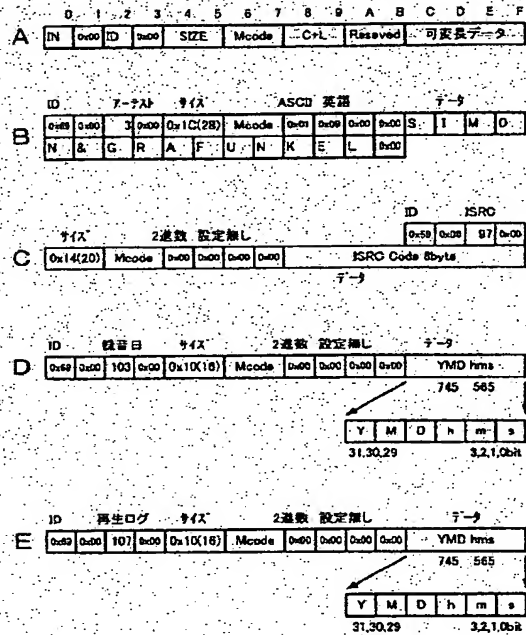 0 1 2 3 4 5 6 7 8 9 A B C D E F
A IN 0x00 ID 0x00 SIZE Mcode C+L Reseved 可変長データ
ID アーテスト サイズ ASCII 英語 データ
B 0x69 0x00 3 0x00 0x1C(28) Mcode 0x01 0x09 0x00 0x00 S I M O
N & G R A F U N K E L 0x00
ID ISRC
0x69 0x00 97 0x00
サイズ 2進数 設定無し
C 0x14(20) Mcode 0x00 0x00 0x00 0x00 ISRC Code 8byte
データ
ID 録音日 サイズ 2進数 設定無し データ
D 0x69 0x00 103 0x00 0x10(16) Mcode 0x00 0x00 0x00 0x00 YMD hms
745 565
Y M D h m s
31,30,29 3,2,1,0bit
ID 再生ログ サイズ 2進数 設定無し データ
E 0x69 0x00 107 0x00 0x10(16) Mcode 0x00 0x00 0x00 0x00 YMD hms
745 565
Y M D h m s
31,30,29 3,2,1,0bit